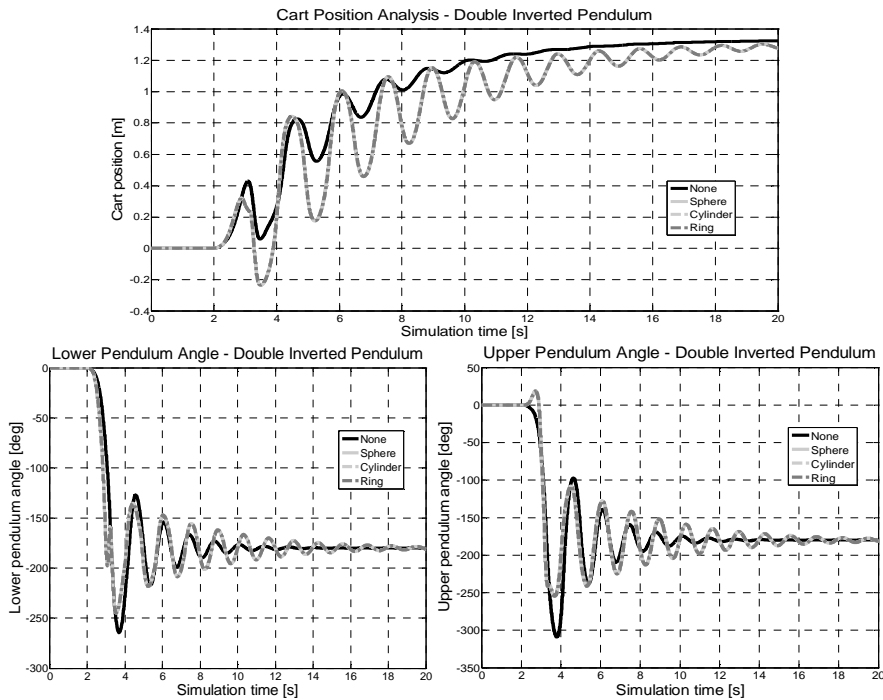 Cart Position Analysis - Double Inverted Pendulum
1.4
1.2
1
0.8
0.6
0.4
0.2
0
-0.2
-0.4
Cart position [m]
None
Sphere
Cylinder
Ring
0 2 4 6 8 10 12 14 16 18 20
Simulation time [s]
Lower Pendulum Angle - Double Inverted Pendulum
0
-50
-100
-150
-200
-250
-300
Lower pendulum angle [deg]
None
Sphere
Cylinder
Ring
0 2 4 6 8 10 12 14 16 18 20
Simulation time [s]
Upper Pendulum Angle - Double Inverted Pendulum
50
0
-50
-100
-150
-200
-250
-300
-350
Upper pendulum angle [deg]
None
Sphere
Cylinder
Ring
0 2 4 6 8 10 12 14 16 18 20
Simulation time [s]